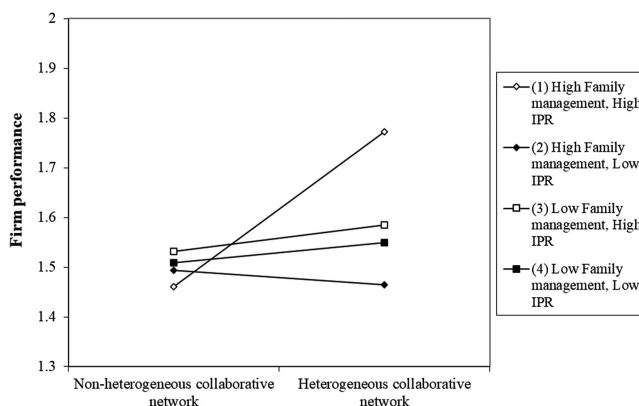 2
1.9
1.8
1.7
1.6
1.5
1.4
1.3
Firm performance
Non-heterogeneous collaborative
network
Heterogeneous collaborative
network
(1) High Family
management, High
IPR
(2) High Family
management, Low
IPR
(3) Low Family
management, High
IPR
(4) Low Family
management, Low
IPR